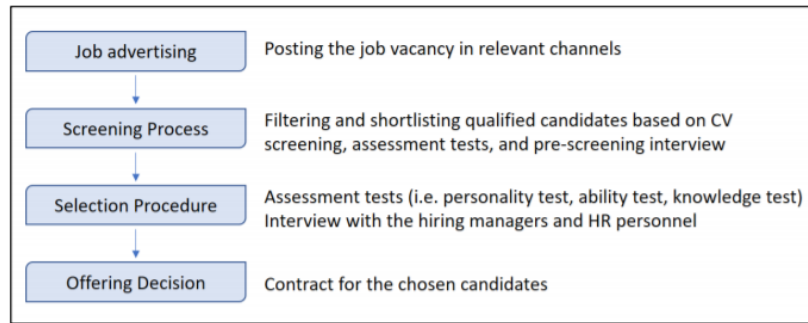 Job advertising
Posting the job vacancy in relevant channels
Screening Process
Filtering and shortlisting qualified candidates based on CV
screening, assessment tests, and pre-screening interview
Selection Procedure
Assessment tests (i.e. personality test, ability test, knowledge test)
Interview with the hiring managers and HR personnel
Offering Decision
Contract for the chosen candidates